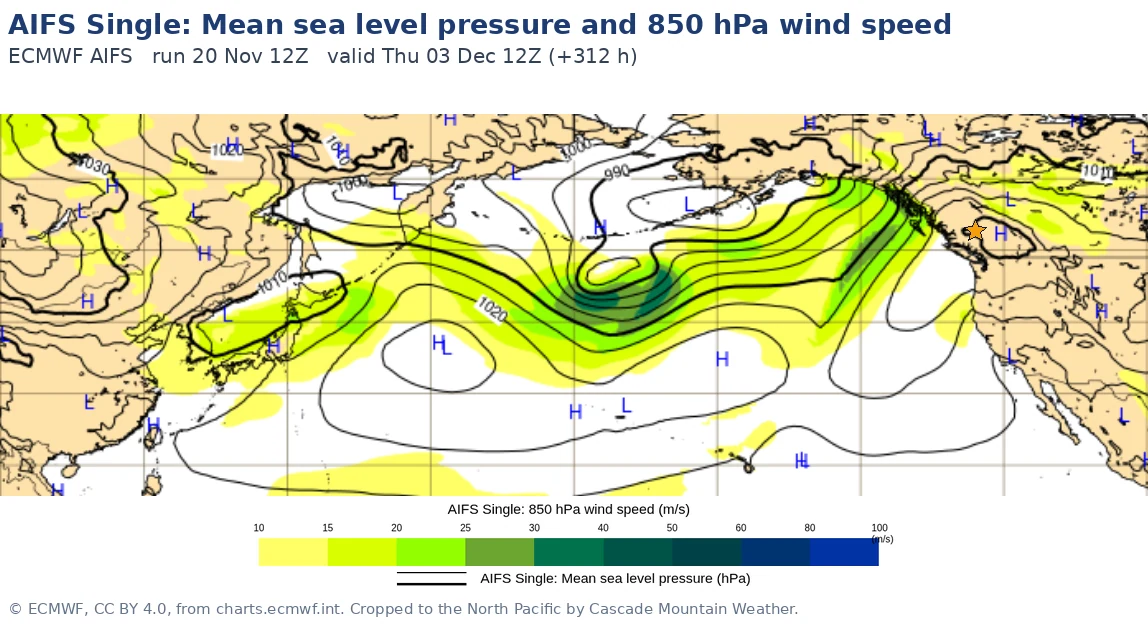 AIFS Single: Mean sea level pressure and 850 hPa wind speed
ECMWF AIFS run 20 Nov 12Z valid Thu 03 Dec 12Z (+312 h)
H H L H L H H L
1020 1010 1000 990 1010
1030 H L L H L
L L L H H
H L
1010
H L 1020 L H
H H L H L
L H L L
H H L H
AIFS Single: 850 hPa wind speed (m/s)
10 15 20 25 30 40 50 60 80 100
(m/s)
AIFS Single: Mean sea level pressure (hPa)
© ECMWF, CC BY 4.0, from charts.ecmwf.int. Cropped to the North Pacific by Cascade Mountain Weather.